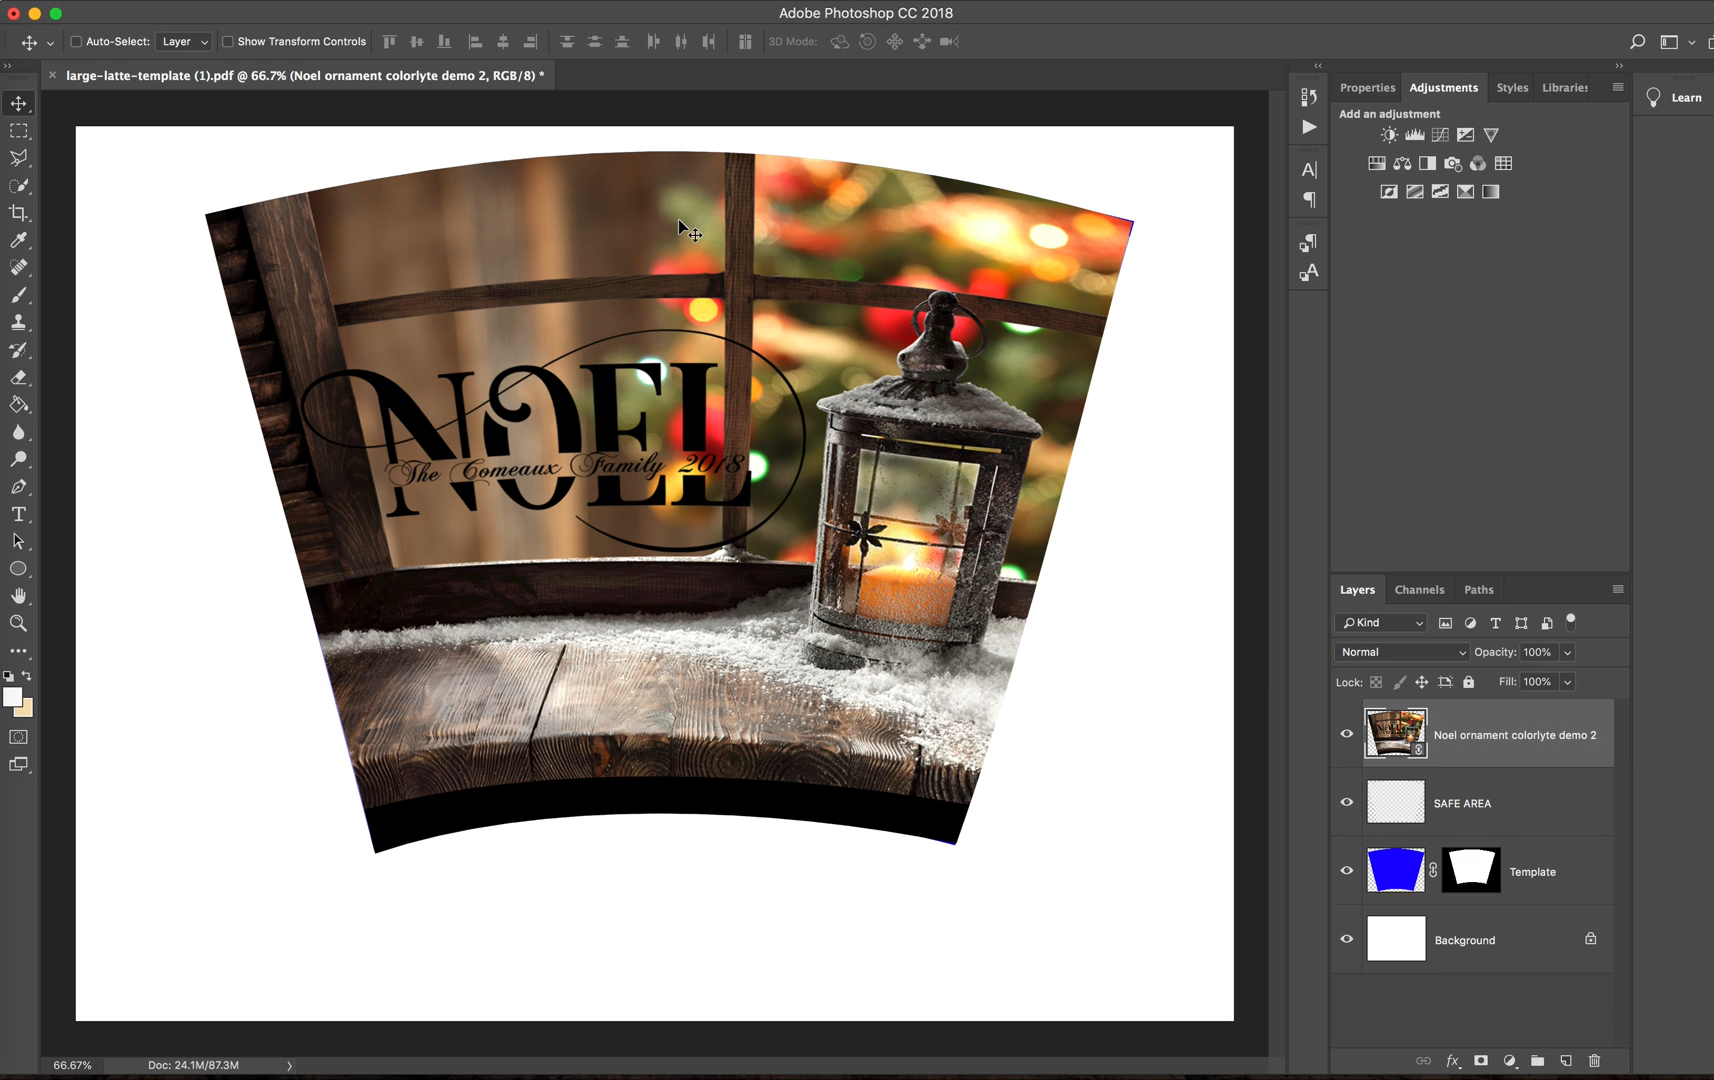 Adobe Photoshop CC 2018
Auto-Select: Layer Show Transform Controls 3D Mode:
large-latte-template (1).pdf @ 66.7% (Noel ornament colorlyte demo 2, RGB/8) *
Properties Adjustments Styles Libraries
Learn
Add an adjustment
NOEL
The Comeaux Family 2018
Layers Channels Paths
Kind
Normal Opacity: 100%
Lock: Fill: 100%
Noel ornament colorlyte demo 2
SAFE AREA
Template
Background
66.67% Doc: 24.1M/87.3M
fx